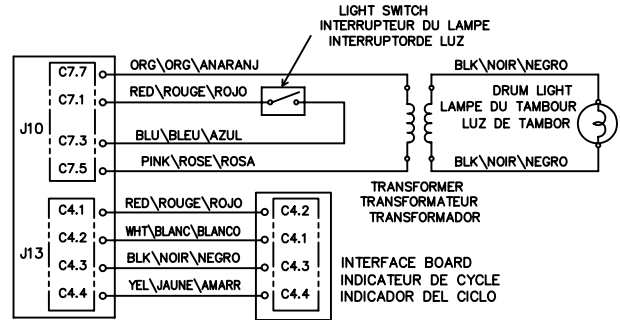 LIGHT SWITCH
INTERRUPTEUR DU LAMPE
INTERRUPTORDE LUZ
J10
C7.7
ORG\ORG\ANARANJ
BLK\NOIR\NEGRO
C7.1
RED\ROUGE\ROJO
DRUM LIGHT
LAMPE DU TAMBOUR
LUZ DE TAMBOR
C7.3
BLU\BLEU\AZUL
C7.5
PINK\ROSE\ROSA
BLK\NOIR\NEGRO
TRANSFORMER
TRANSFORMATEUR
TRANSFORMADOR
J13
C4.1
RED\ROUGE\ROJO
C4.2
C4.2
WHT\BLANC\BLANCO
C4.1
C4.3
BLK\NOIR\NEGRO
C4.3
C4.4
YEL\JAUNE\AMARR
C4.4
INTERFACE BOARD
INDICATEUR DE CYCLE
INDICADOR DEL CICLO